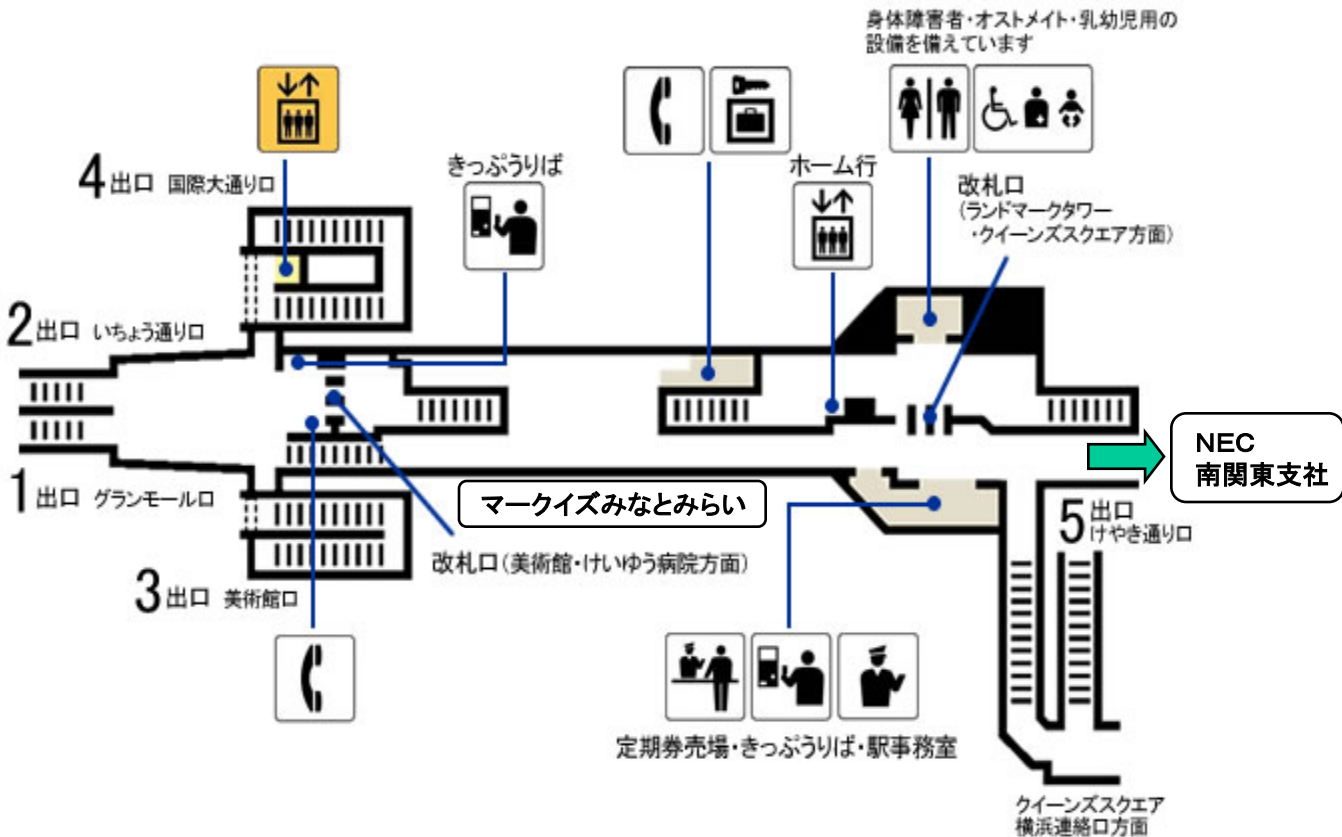 身体障害者・オストメイト・乳幼児用の
設備を備えています
4出口 国際大通り口
きっぷうりば
ホーム行
改札口
(ランドマークタワー
・クイーンズスクエア方面)
2出口 いちょう通り口
NEC
南関東支社
1出口 グランモール口
マークイズみなとみらい
5出口
けやき通り口
改札口(美術館・けいゆう病院方面)
3出口 美術館口
定期券売場・きっぷうりば・駅事務室
クイーンズスクエア
横浜連絡口方面